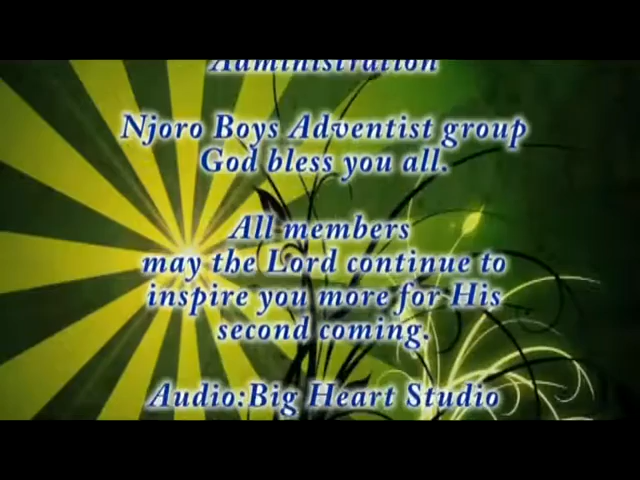 Administration
Njoro Boys Adventist group
God bless you all.
All members
may the Lord continue to
inspire you more for His
second coming.
Audio:Big Heart Studio